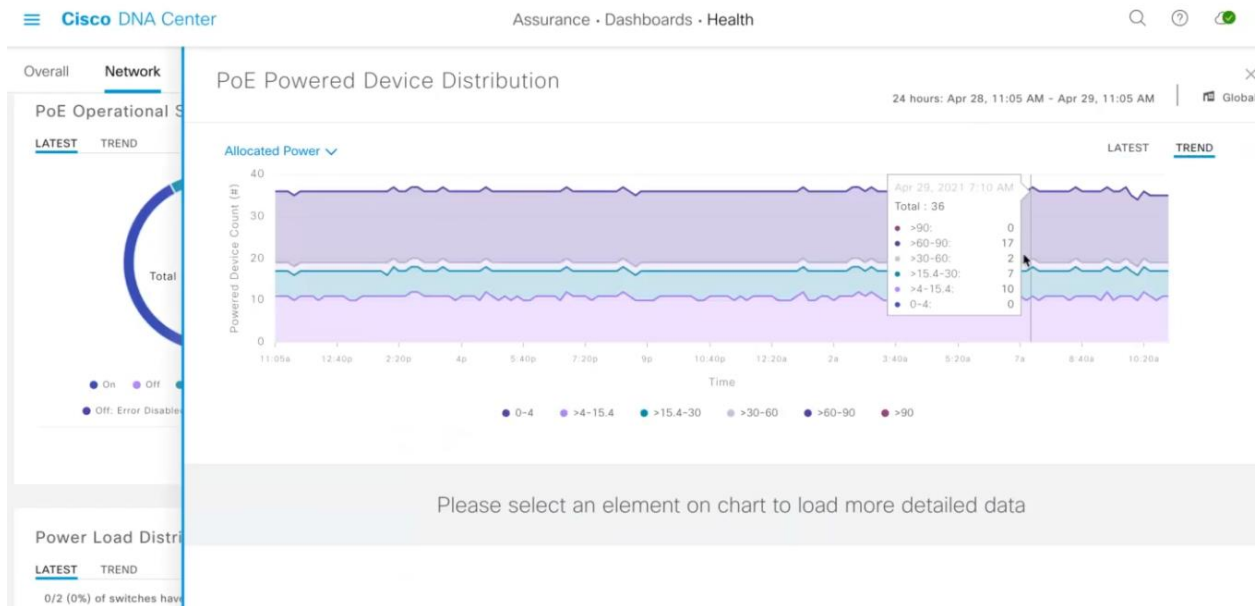 Cisco DNA Center
Assurance · Dashboards · Health
Overall Network
PoE Operational S
LATEST TREND
Total
On Off
Off: Error Disable
Power Load Distri
LATEST TREND
0/2 (0%) of switches hav
PoE Powered Device Distribution
24 hours: Apr 28, 11:05 AM - Apr 29, 11:05 AM
Global
Allocated Power
LATEST TREND
Powered Device Count (#)
40
30
20
10
0
Apr 29, 2021 7:10 AM
Total : 36
>90: 0
>60-90: 17
>30-60: 2
>15.4-30: 7
>4-15.4: 10
0-4: 0
11:05a 12:40p 2:20p 4p 5:40p 7:20p 9p 10:40p 12:20a 2a 3:40a 5:20a 7a 8:40a 10:20a
Time
0-4 >4-15.4 >15.4-30 >30-60 >60-90 >90
Please select an element on chart to load more detailed data